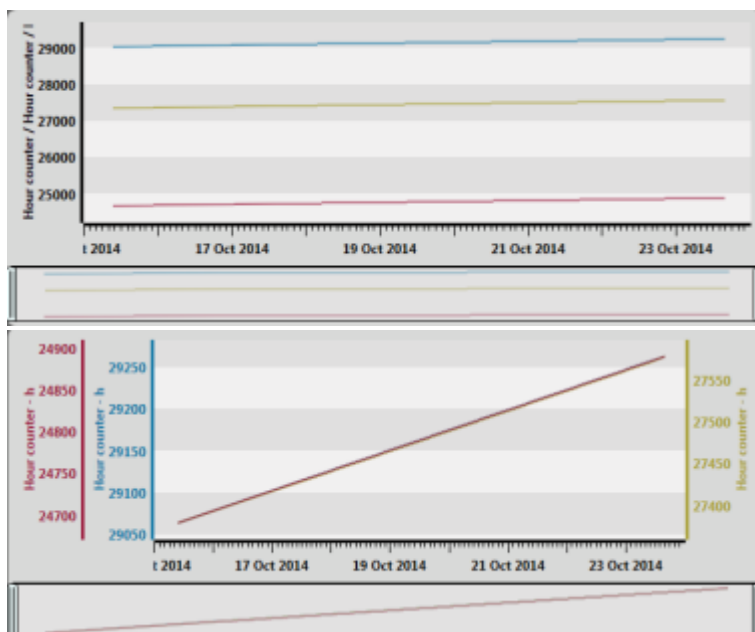 Hour counter / Hour counter / l
29000
28000
27000
26000
25000
t 2014
17 Oct 2014
19 Oct 2014
21 Oct 2014
23 Oct 2014
Hour counter - h
24900
24850
24800
24750
24700
Hour counter - h
29250
29200
29150
29100
29050
27550
27500
27450
27400
Hour counter - h
t 2014
17 Oct 2014
19 Oct 2014
21 Oct 2014
23 Oct 2014